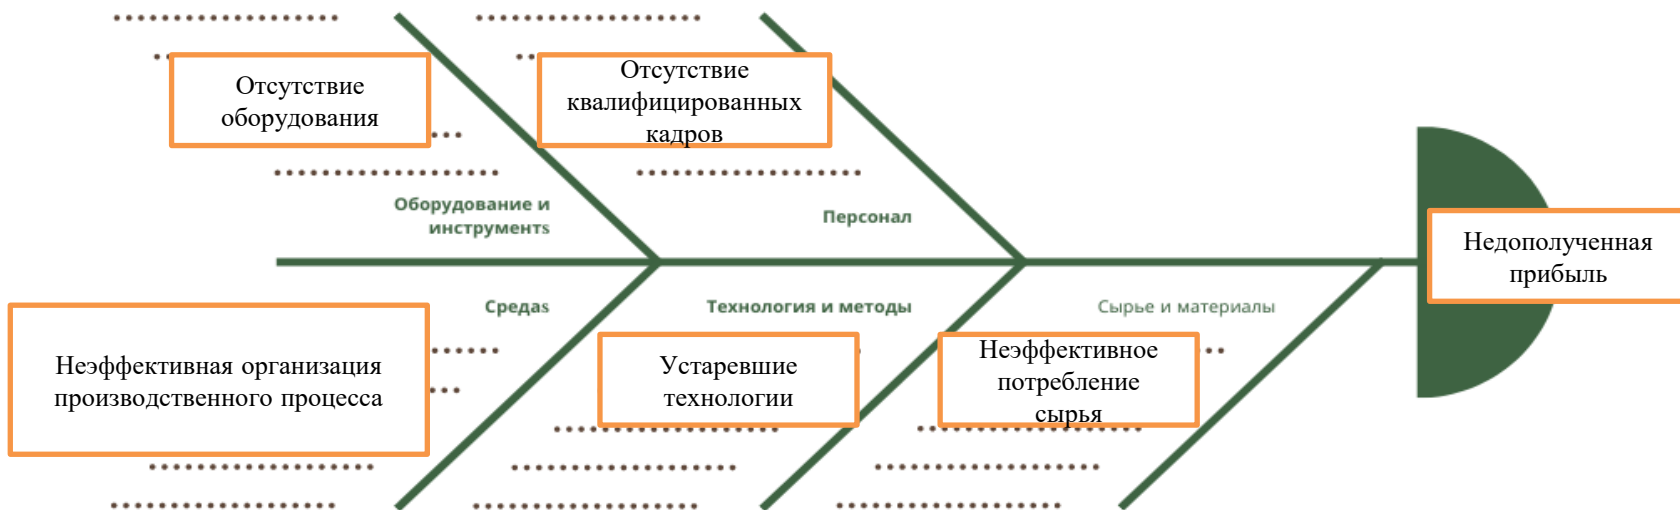 Отсутствие
оборудования
Отсутствие
квалифицированных
кадров
Оборудование и
инструментs
Персонал
Недополученная
прибыль
Средаs
Технология и методы
Сырье и материалы
Неэффективная организация
производственного процесса
Устаревшие
технологии
Неэффективное
потребление
сырья